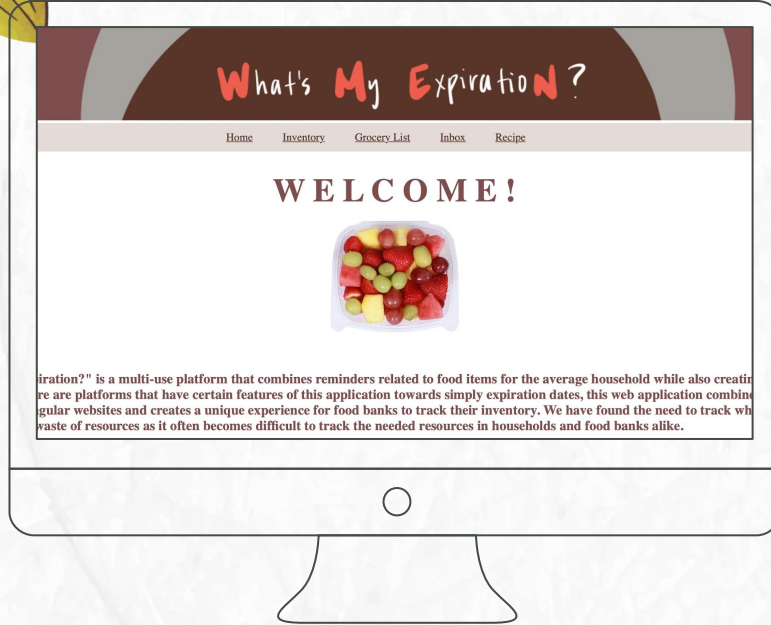 What's My ExpiratioN ?
Home Inventory Grocery List Inbox Recipe
WELCOME!
iration?" is a multi-use platform that combines reminders related to food items for the average household while also creatin
re are platforms that have certain features of this application towards simply expiration dates, this web application combine
gular websites and creates a unique experience for food banks to track their inventory. We have found the need to track wh
waste of resources as it often becomes difficult to track the needed resources in households and food banks alike.